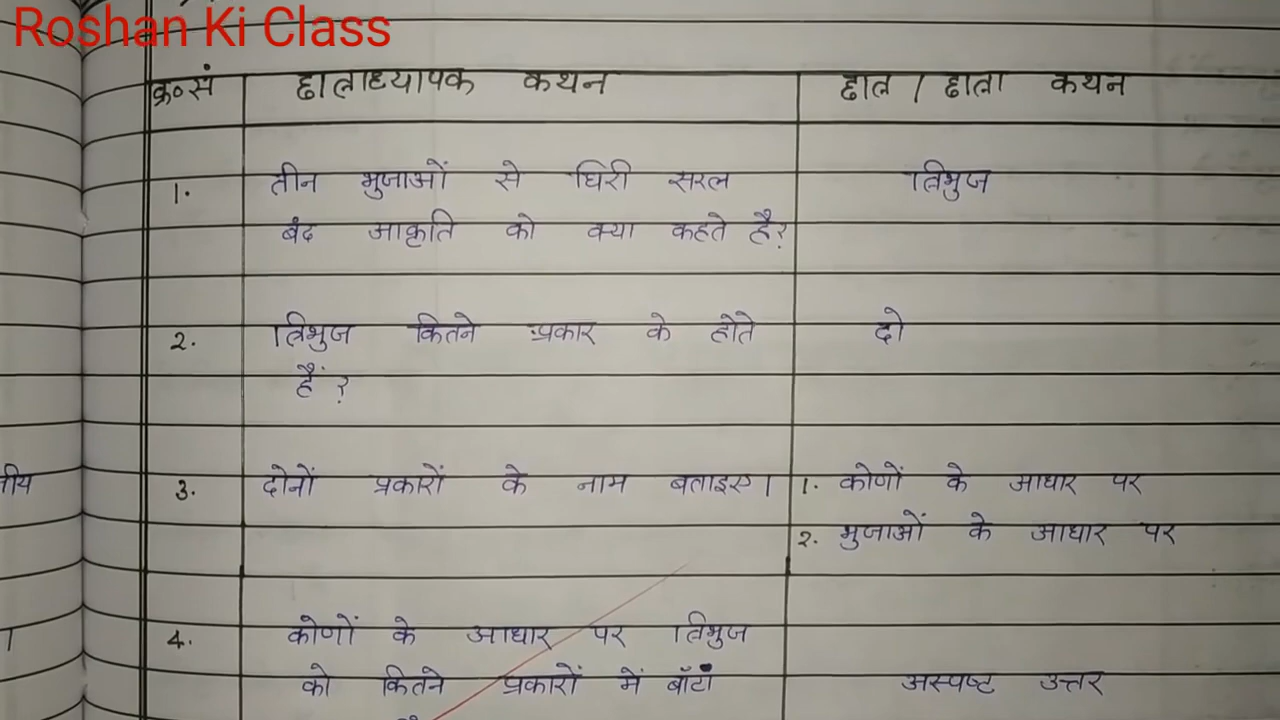 Roshan Ki Class
क्र०सं छात्राध्यापक कथन छात्र / छात्रा कथन
1. तीन भुजाओं से घिरी सरल त्रिभुज
बंद आकृति को क्या कहते है?
2. त्रिभुज कितने प्रकार के होते दो
हैं ?
3. दोनों प्रकारों के नाम बताइए । 1. कोणों के आधार पर
2. भुजाओं के आधार पर
4. कोणों के आधार पर त्रिभुज
को कितने प्रकारों में बाँटा अस्पष्ट उत्तर